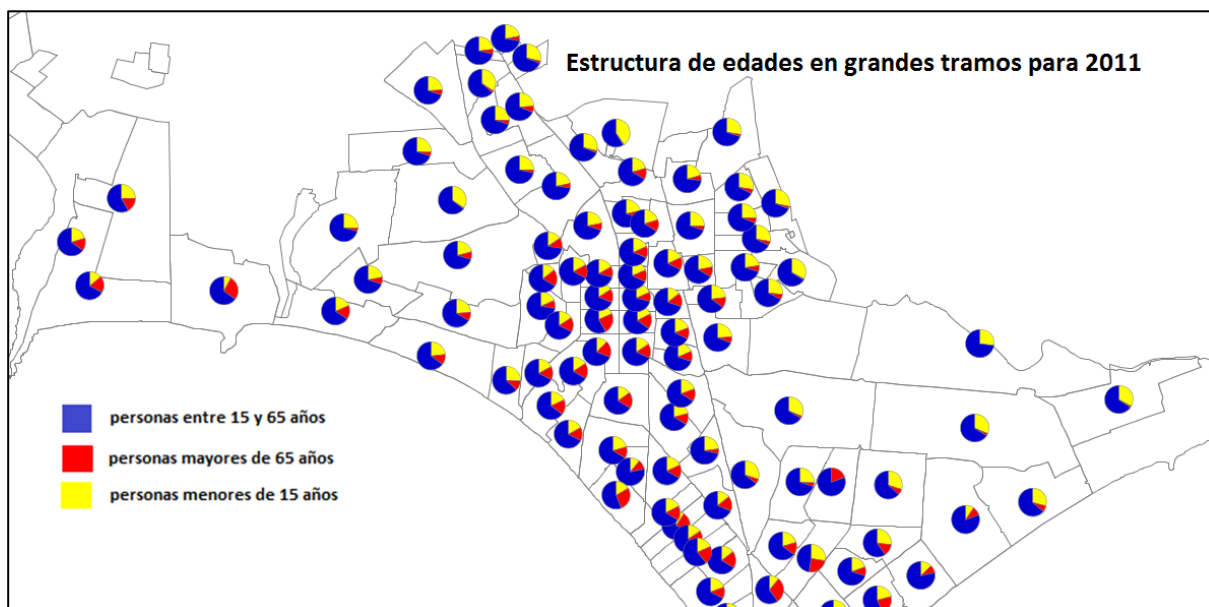 Estructura de edades en grandes tramos para 2011
personas entre 15 y 65 años
personas mayores de 65 años
personas menores de 15 años